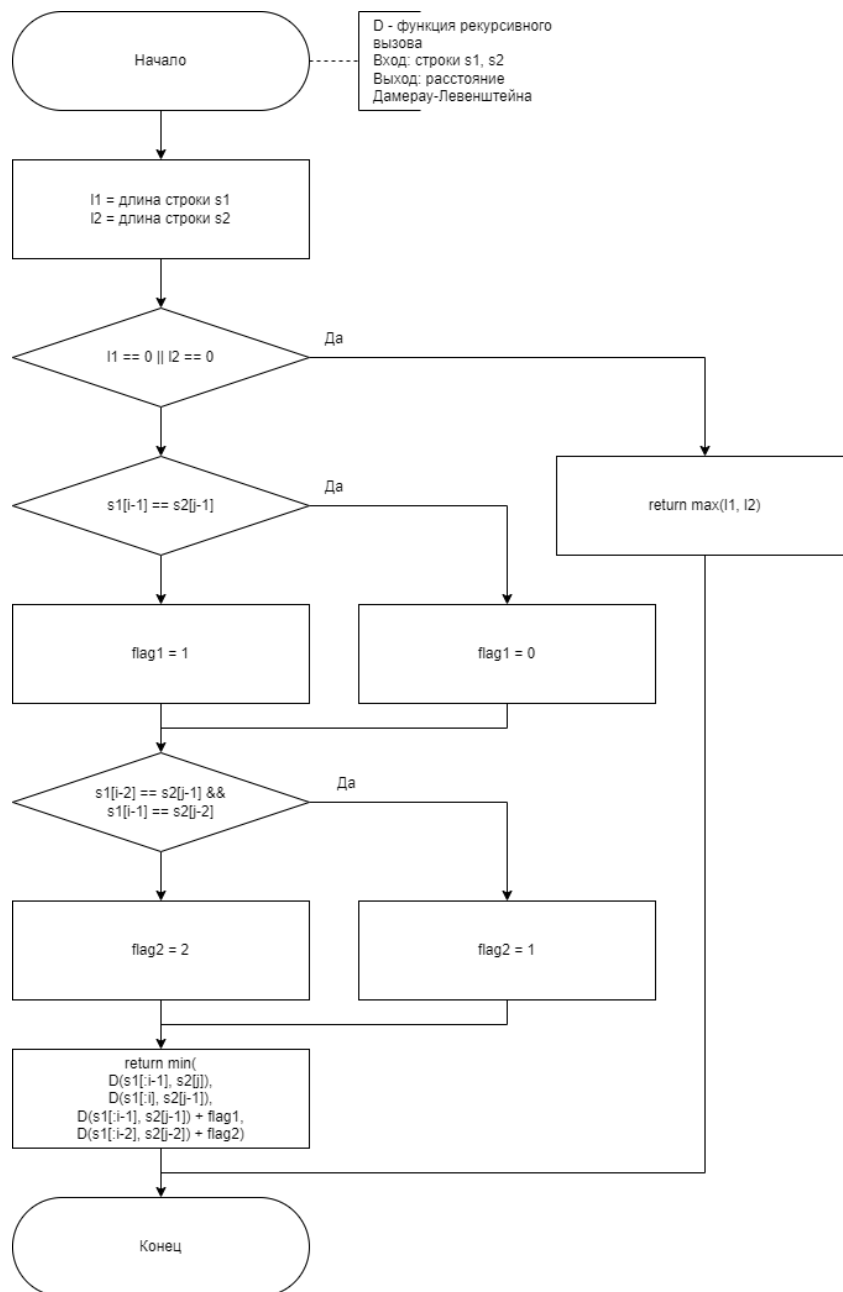 Начало
D - функция рекурсивного
вызова
Вход: строки s1, s2
Выход: расстояние
Дамерау-Левенштейна
l1 = длина строки s1
l2 = длина строки s2
l1 == 0 || l2 == 0
Да
s1[i-1] == s2[j-1]
Да
return max(l1, l2)
flag1 = 1
flag1 = 0
s1[i-2] == s2[j-1] &&
s1[i-1] == s2[j-2]
Да
flag2 = 2
flag2 = 1
return min(
D(s1[:i-1], s2[j]),
D(s1[:i], s2[j-1]),
D(s1[:i-1], s2[j-1]) + flag1,
D(s1[:i-2], s2[j-2]) + flag2)
Конец